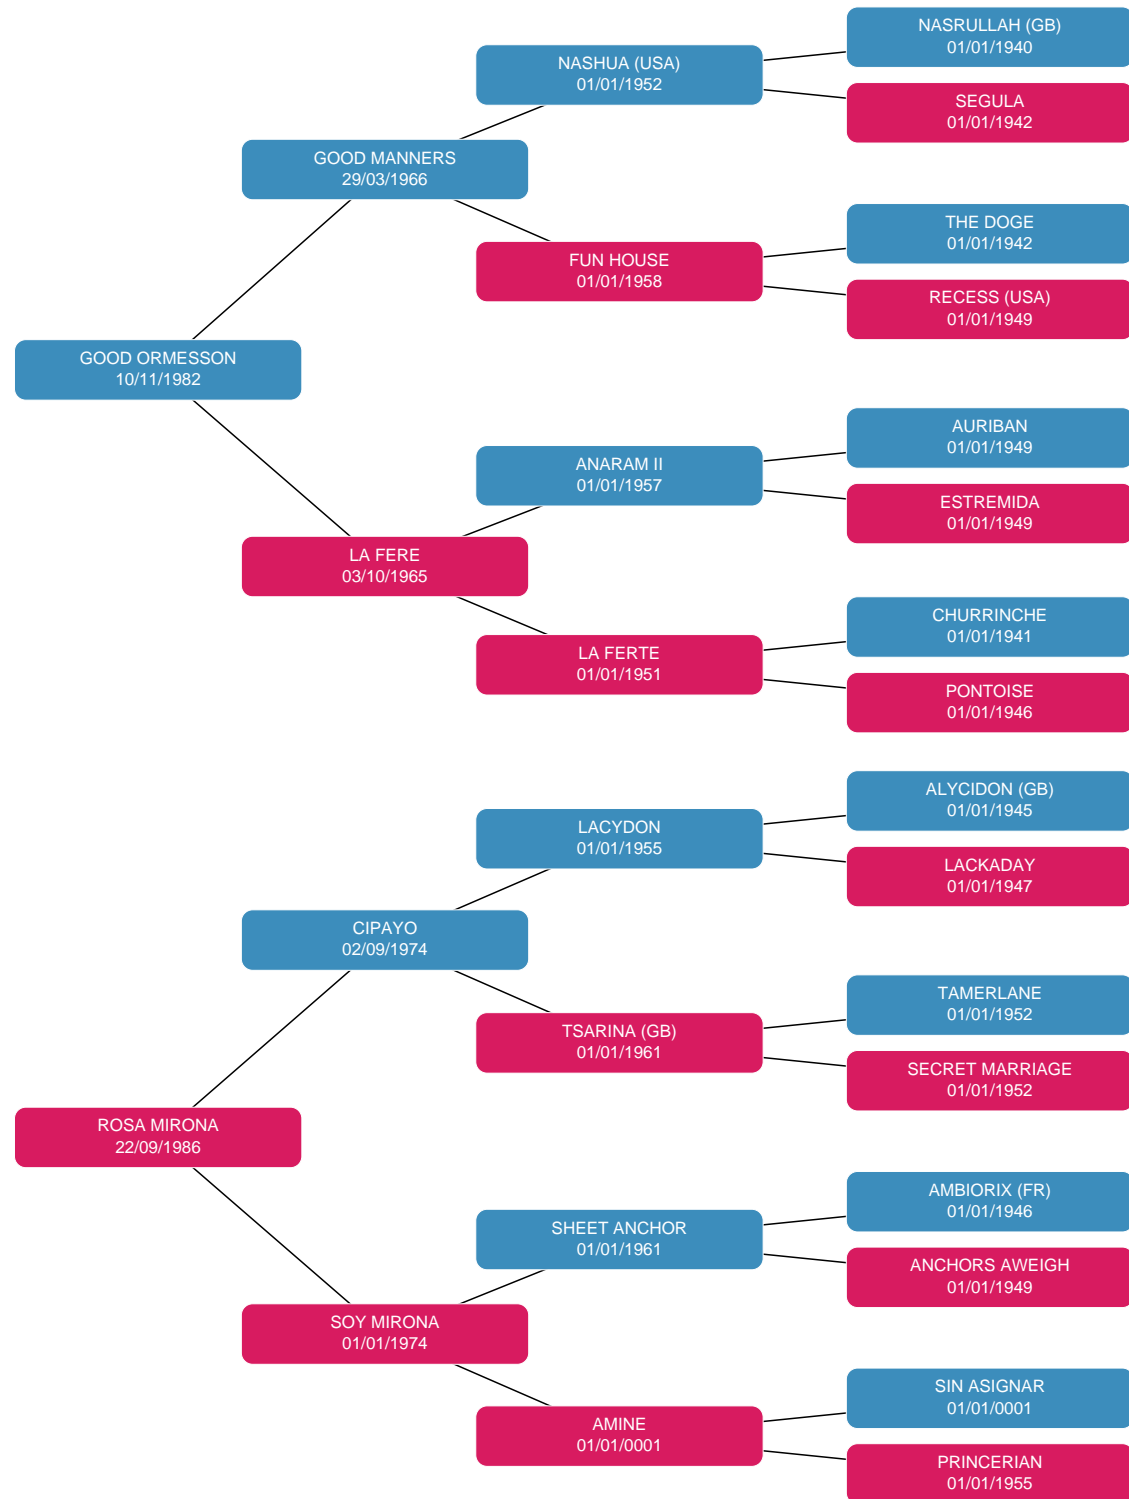 NASRULLAH (GB)
01/01/1940
NASHUA (USA)
01/01/1952
SEGULA
01/01/1942
GOOD MANNERS
29/03/1966
THE DOGE
01/01/1942
FUN HOUSE
01/01/1958
RECESS (USA)
01/01/1949
GOOD ORMESSON
10/11/1982
AURIBAN
01/01/1949
ANARAM II
01/01/1957
ESTREMIDA
01/01/1949
LA FERE
03/10/1965
CHURRINCHE
01/01/1941
LA FERTE
01/01/1951
PONTOISE
01/01/1946
ALYCIDON (GB)
01/01/1945
LACYDON
01/01/1955
LACKADAY
01/01/1947
CIPAYO
02/09/1974
TAMERLANE
01/01/1952
TSARINA (GB)
01/01/1961
SECRET MARRIAGE
01/01/1952
ROSA MIRONA
22/09/1986
AMBIORIX (FR)
01/01/1946
SHEET ANCHOR
01/01/1961
ANCHORS AWEIGH
01/01/1949
SOY MIRONA
01/01/1974
SIN ASIGNAR
01/01/0001
AMINE
01/01/0001
PRINCERIAN
01/01/1955